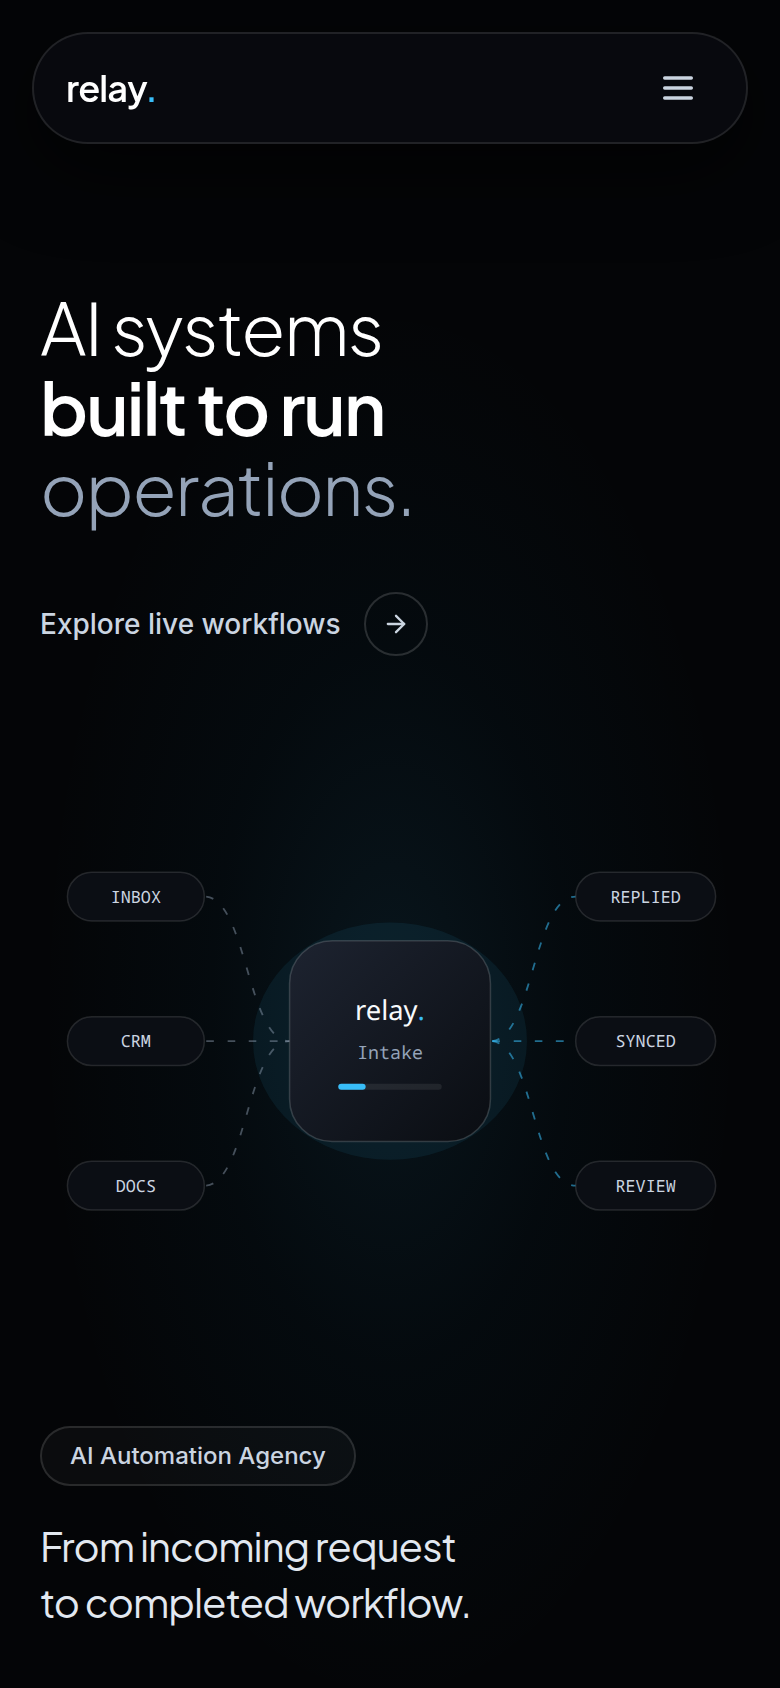 relay.
AI systems
built to run
operations.
Explore live workflows
INBOX
REPLIED
relay.
Intake
CRM
SYNCED
DOCS
REVIEW
AI Automation Agency
From incoming request
to completed workflow.